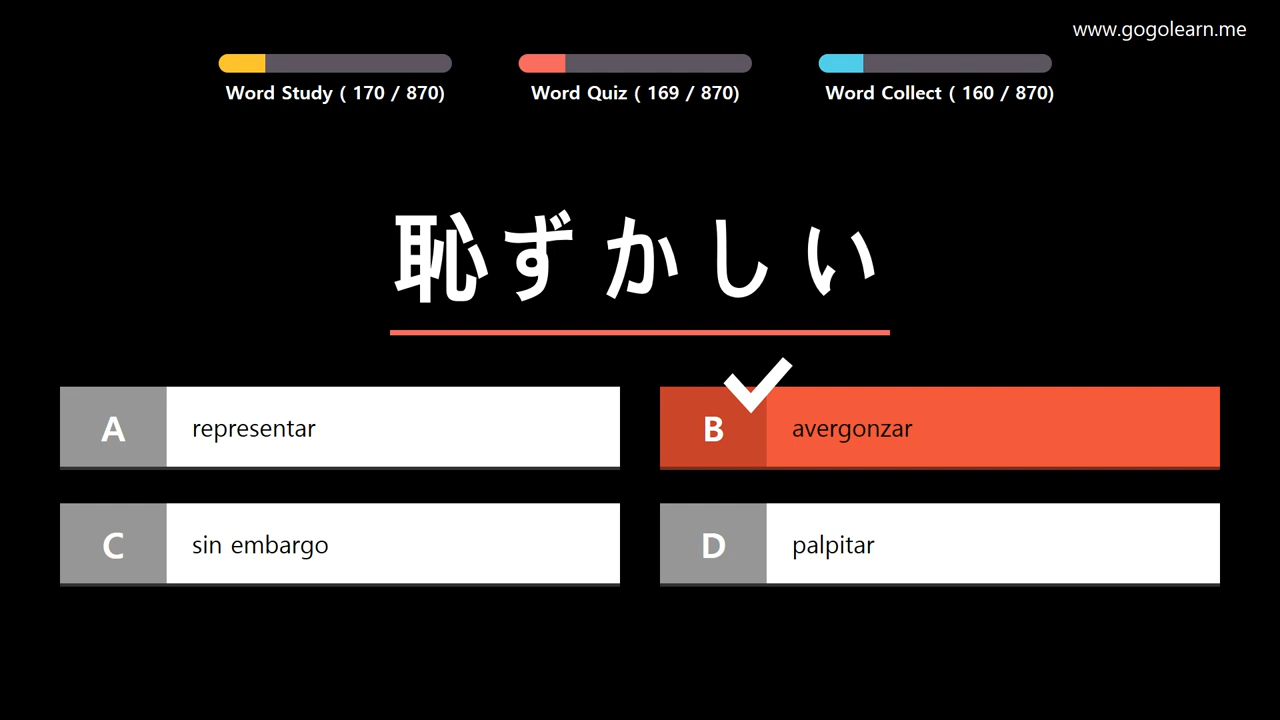 www.gogolearn.me
Word Study ( 170 / 870)
Word Quiz ( 169 / 870)
Word Collect ( 160 / 870)
恥ずかしい
A representar
B avergonzar
C sin embargo
D palpitar